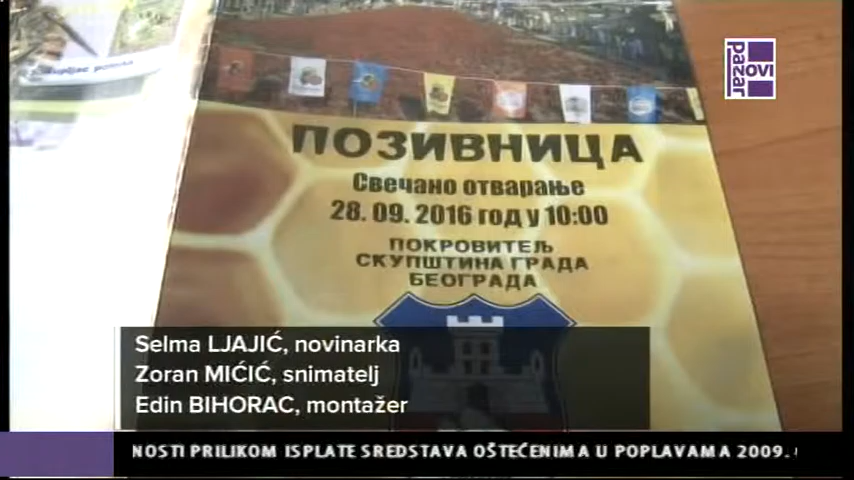 pazar
OVI
ПОЗИВНИЦА
Свечано отварање
28. 09. 2016 год у 10:00
ПОКРОВИТЕЉ
СКУПШТИНА ГРАДА
БЕОГРАДА
Selma LJAJIĆ, novinarka
Zoran MIĆIĆ, snimatelj
Edin BIHORAC, montažer
NOSTI PRILIKOM ISPLATE SREDSTAVA OŠTEĆENIMA U POPLAVAMA 2009.